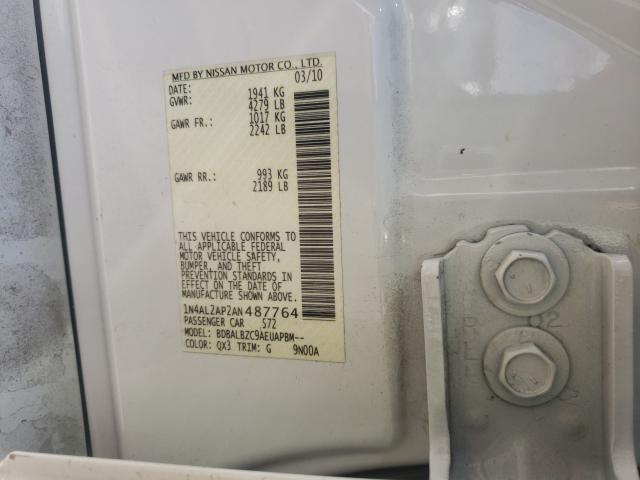 MFD BY NISSAN MOTOR CO., LTD.
DATE: 03/10
GVWR: 1941 KG
4279 LB
GAWR FR.: 1017 KG
2242 LB
GAWR RR.: 993 KG
2189 LB
THIS VEHICLE CONFORMS TO
ALL APPLICABLE FEDERAL
MOTOR VEHICLE SAFETY,
BUMPER, AND THEFT
PREVENTION STANDARDS IN
EFFECT ON THE DATE OF
MANUFACTURE SHOWN ABOVE.
1N4AL2AP2AN487764
PASSENGER CAR S72
MODEL: BDBALBZC9AEUAPBM--
COLOR: QX3 TRIM: G 9N00A